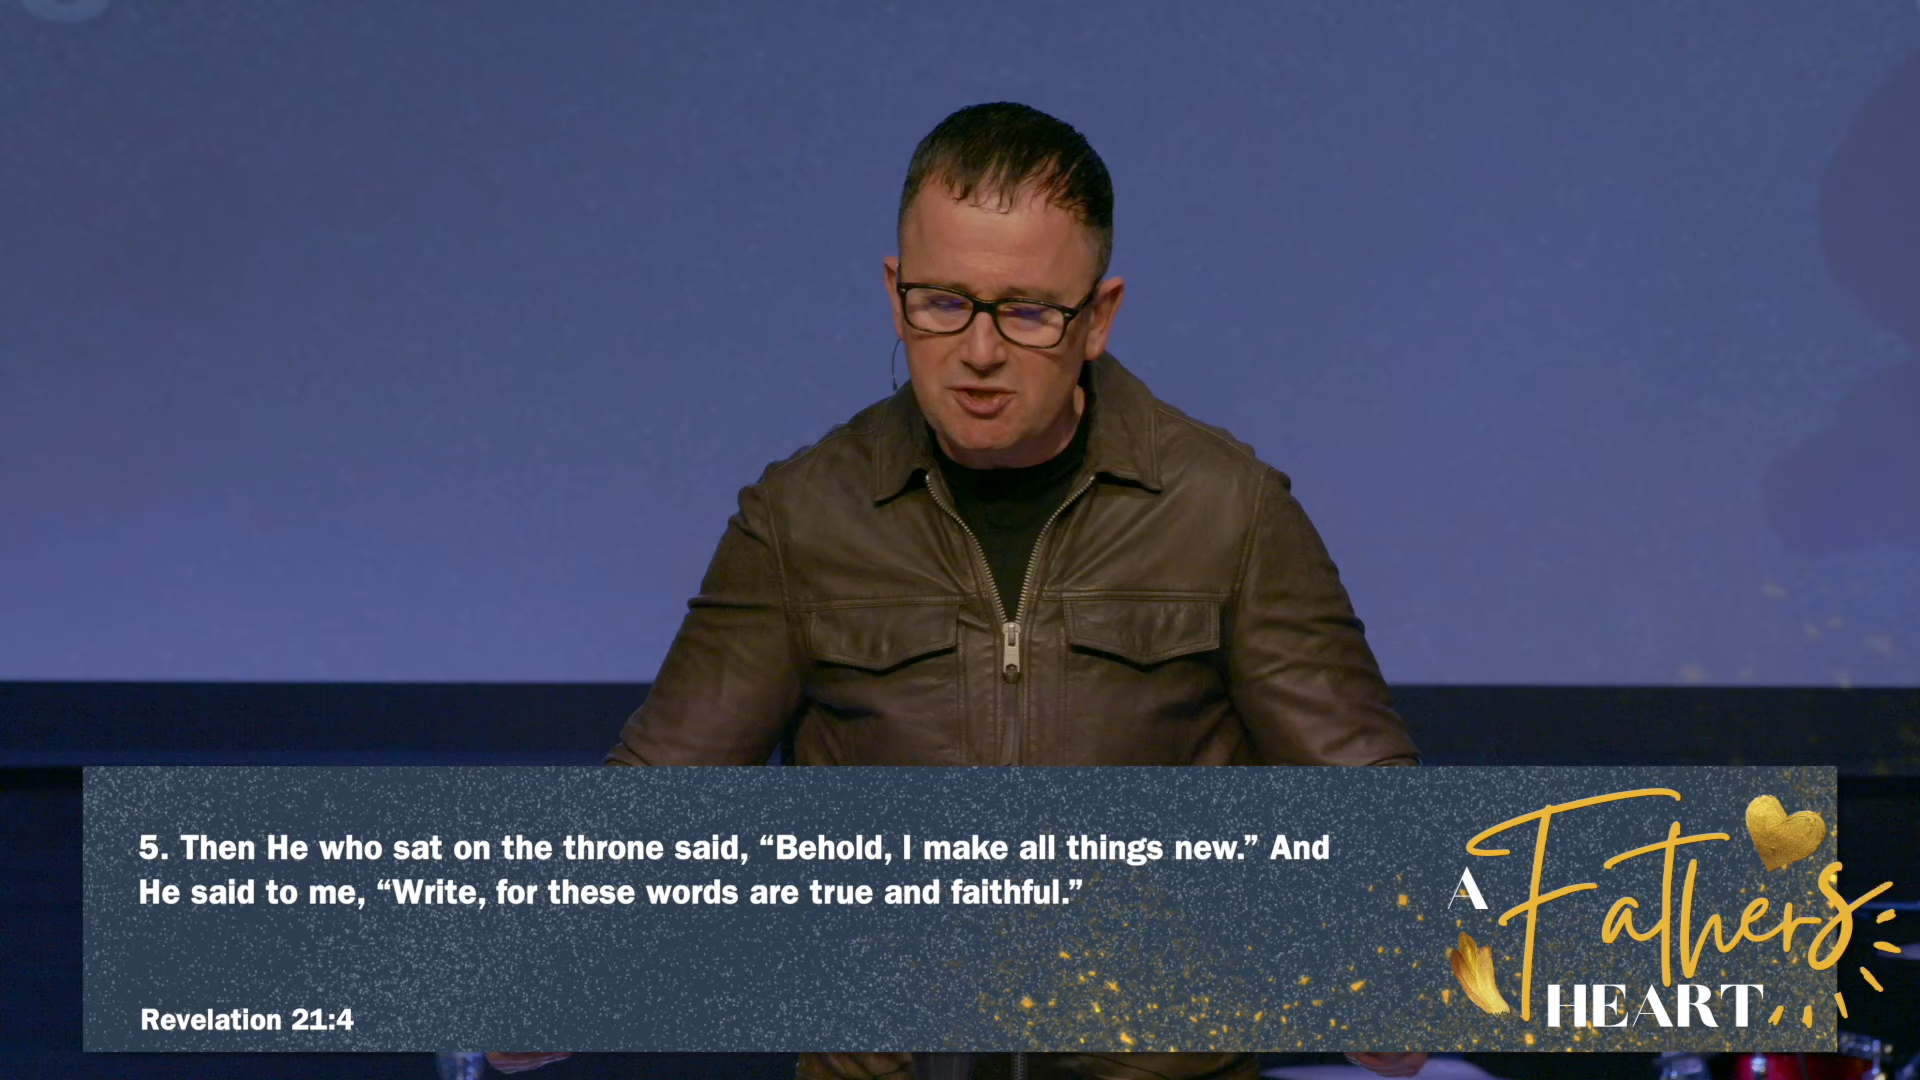 5. Then He who sat on the throne said, “Behold, I make all things new.” And
He said to me, “Write, for these words are true and faithful.”
Revelation 21:4
A Fathers
HEART